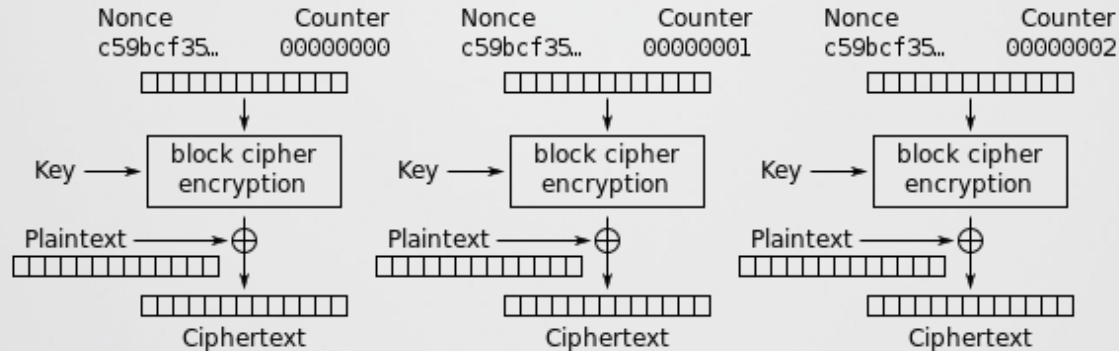 Nonce Counter Nonce Counter Nonce Counter
c59bcf35… 00000000 c59bcf35… 00000001 c59bcf35… 00000002
block cipher block cipher block cipher
Key encryption Key encryption Key encryption
Plaintext Plaintext Plaintext
Ciphertext Ciphertext Ciphertext